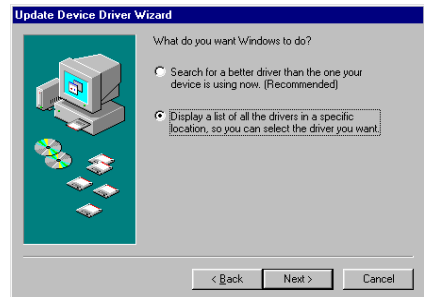 Update Device Driver Wizard
What do you want Windows to do?
Search for a better driver than the one your
device is using now. (Recommended)
Display a list of all the drivers in a specific
location, so you can select the driver you want.
< Back
Next >
Cancel